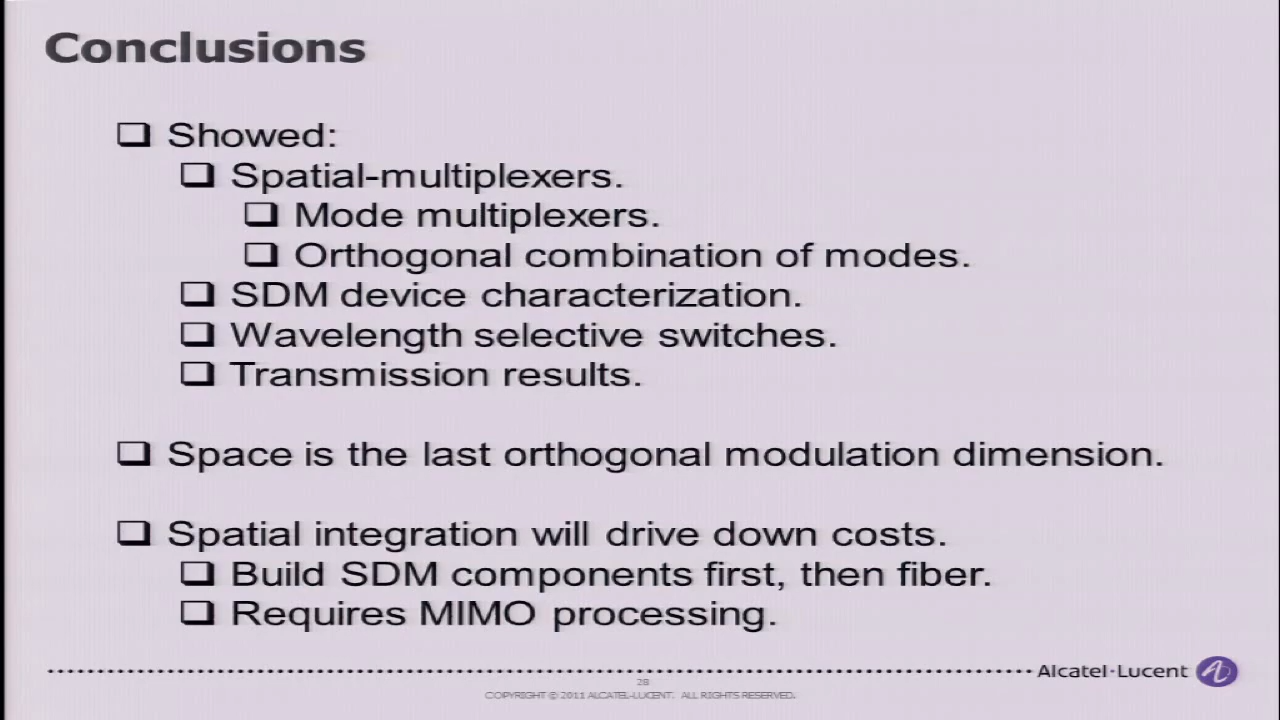 Conclusions
Showed:
Spatial-multiplexers.
Mode multiplexers.
Orthogonal combination of modes.
SDM device characterization.
Wavelength selective switches.
Transmission results.
Space is the last orthogonal modulation dimension.
Spatial integration will drive down costs.
Build SDM components first, then fiber.
Requires MIMO processing.
Alcatel·Lucent
28
COPYRIGHT © 2011 ALCATEL-LUCENT. ALL RIGHTS RESERVED.